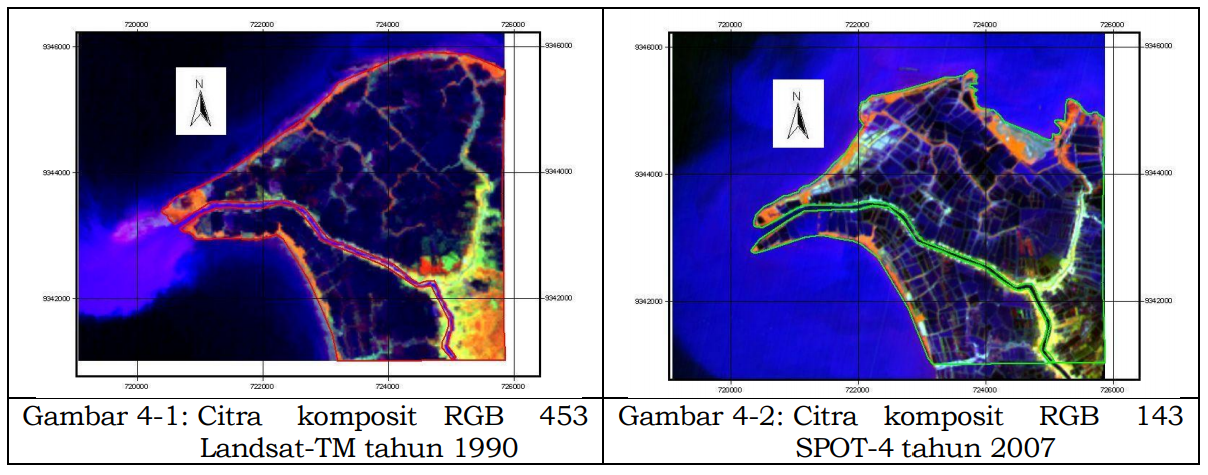 720000 722000 724000 726000
9346000 9346000
N
9344000 9344000
9342000 9342000
720000 722000 724000 726000
Gambar 4-1: Citra komposit RGB 453
Landsat-TM tahun 1990
720000 722000 724000 726000
9346000 9346000
N
9344000 9344000
9342000 9342000
720000 722000 724000 726000
Gambar 4-2: Citra komposit RGB 143
SPOT-4 tahun 2007